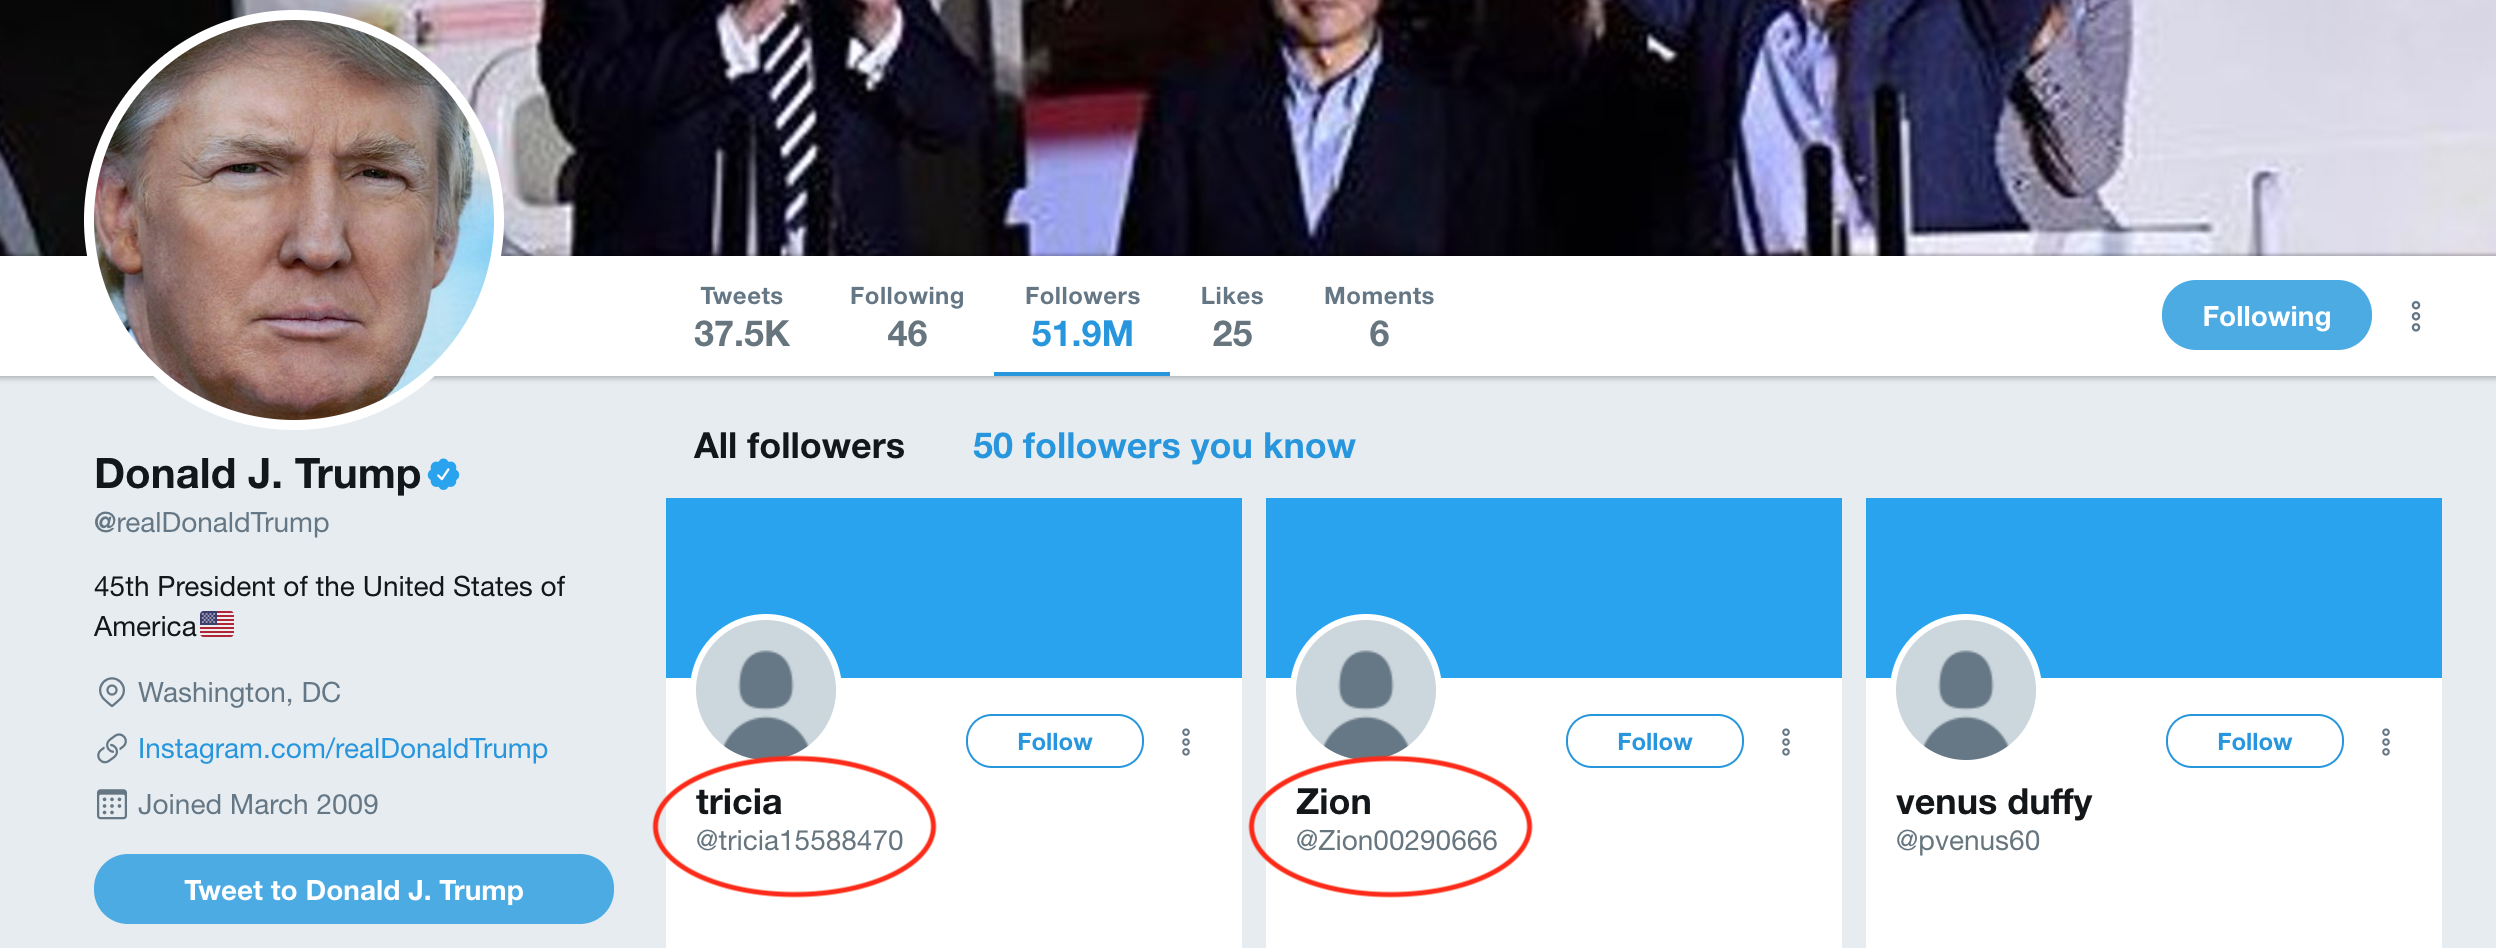 Tweets
37.5K
Following
46
Followers
51.9M
Likes
25
Moments
6
Following
Donald J. Trump
@realDonaldTrump
45th President of the United States of
America🇺🇸
Washington, DC
Instagram.com/realDonaldTrump
Joined March 2009
Tweet to Donald J. Trump
All followers
50 followers you know
Follow
tricia
@tricia15588470
Follow
Zion
@Zion00290666
Follow
venus duffy
@pvenus60